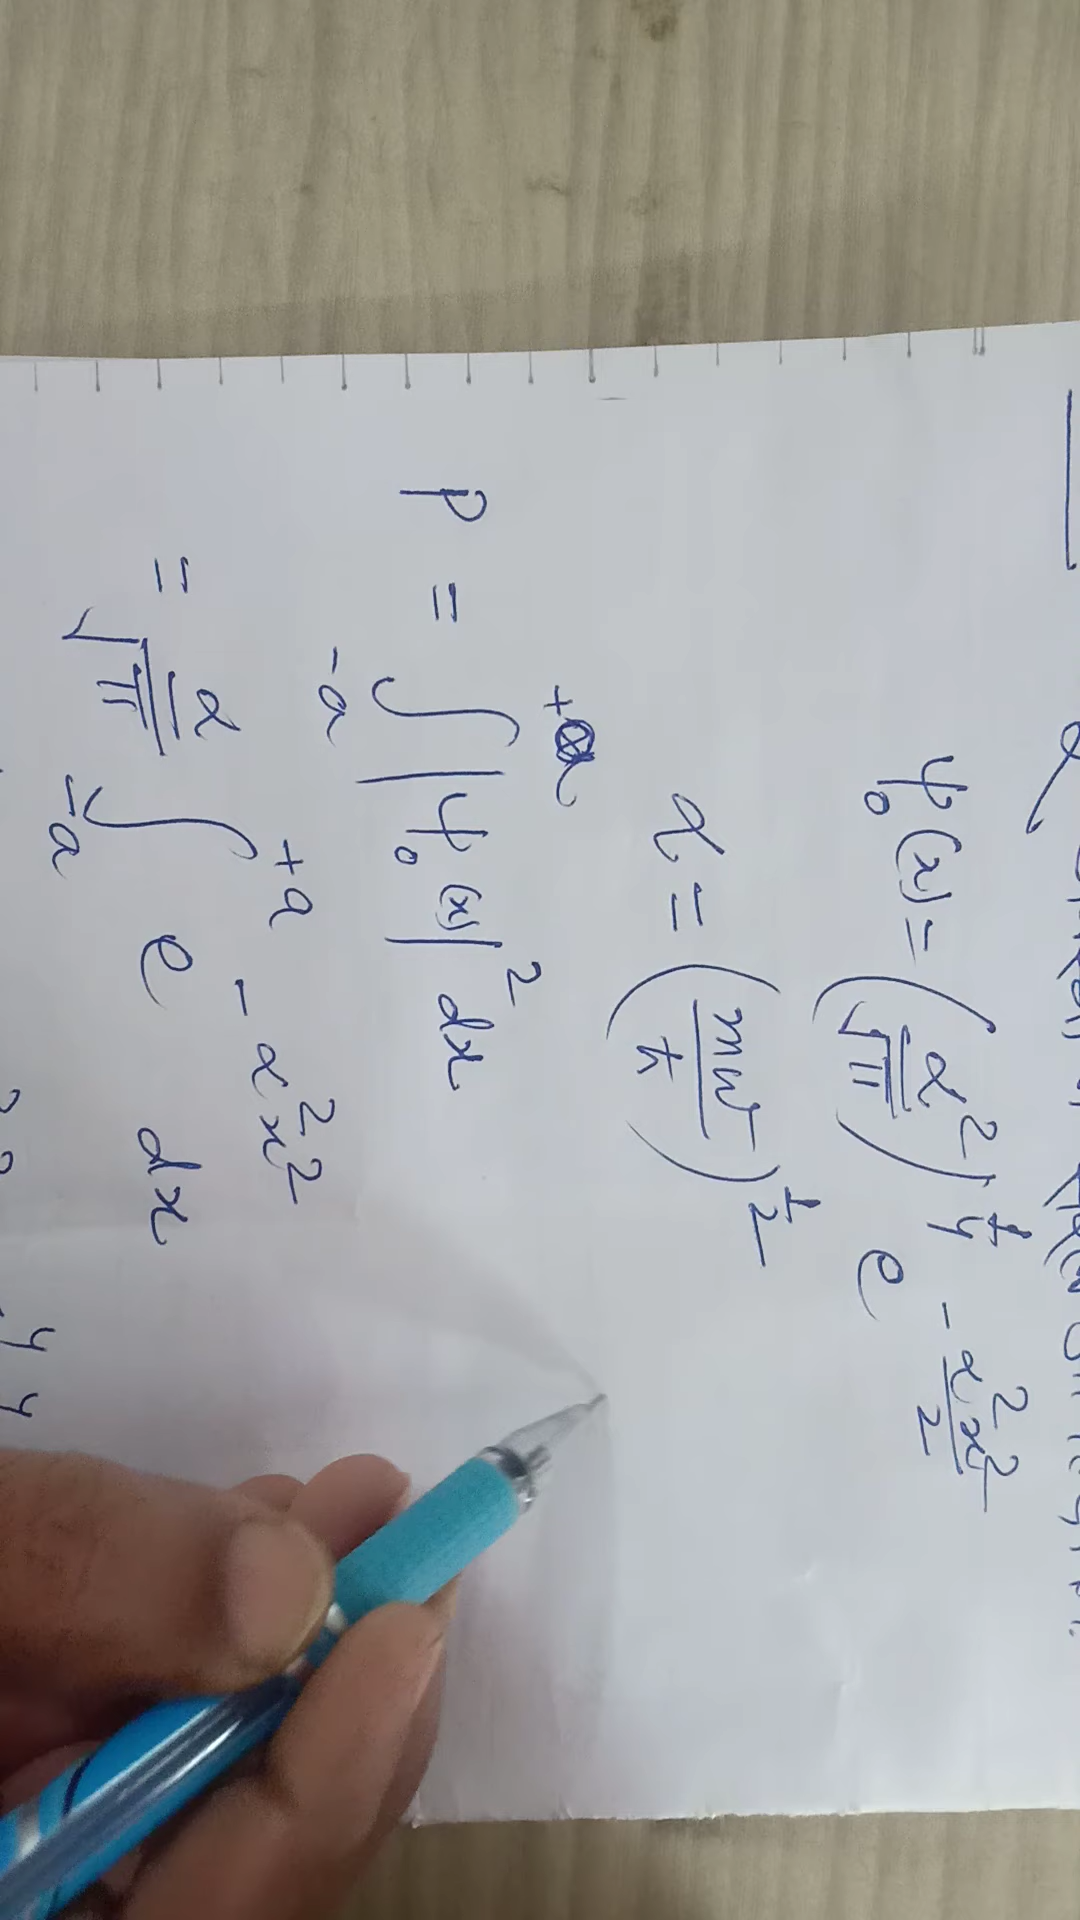 ψ₀(x) = (α²/√π)^{1/4} e^{-α²x²/2}
α = (mω/ħ)^{1/2}
P = ∫_{-a}^{+a} |ψ₀(x)|² dx
= α/√π ∫_{-a}^{+a} e^{-α²x²} dx